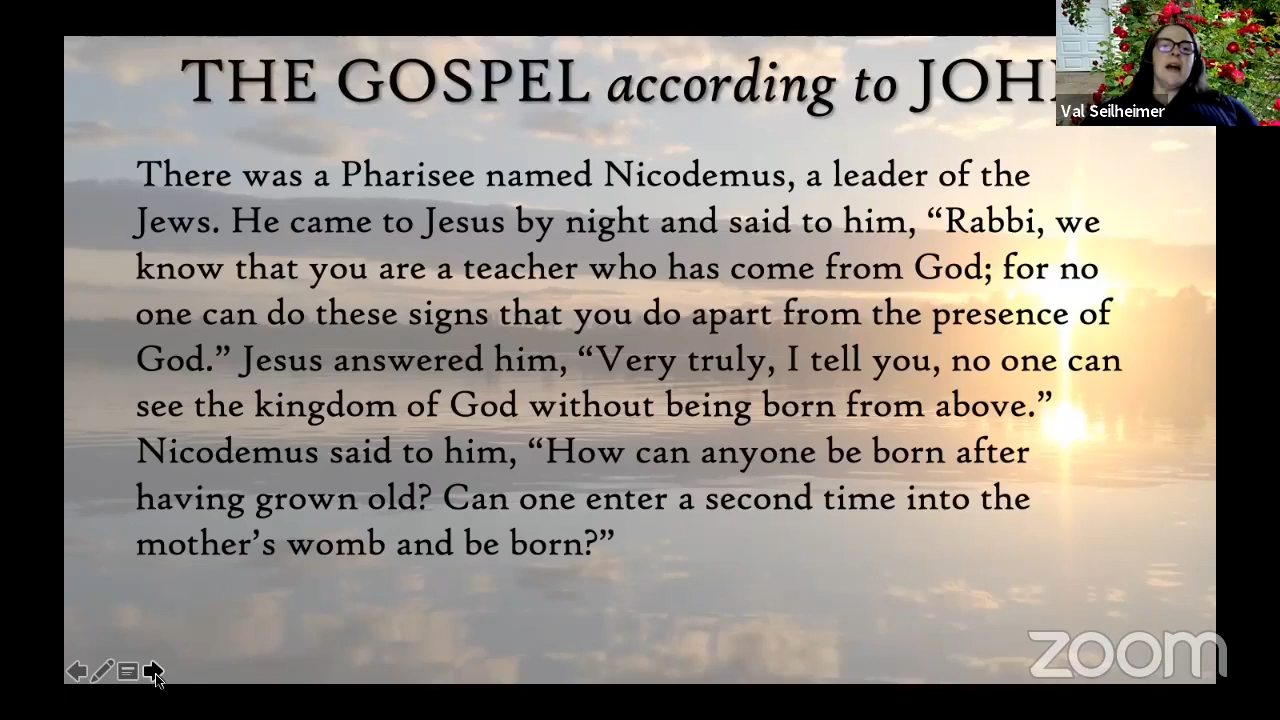 THE GOSPEL according to JOH
Val Seilheimer
There was a Pharisee named Nicodemus, a leader of the
Jews. He came to Jesus by night and said to him, “Rabbi, we
know that you are a teacher who has come from God; for no
one can do these signs that you do apart from the presence of
God.” Jesus answered him, “Very truly, I tell you, no one can
see the kingdom of God without being born from above.”
Nicodemus said to him, “How can anyone be born after
having grown old? Can one enter a second time into the
mother’s womb and be born?”
zoom